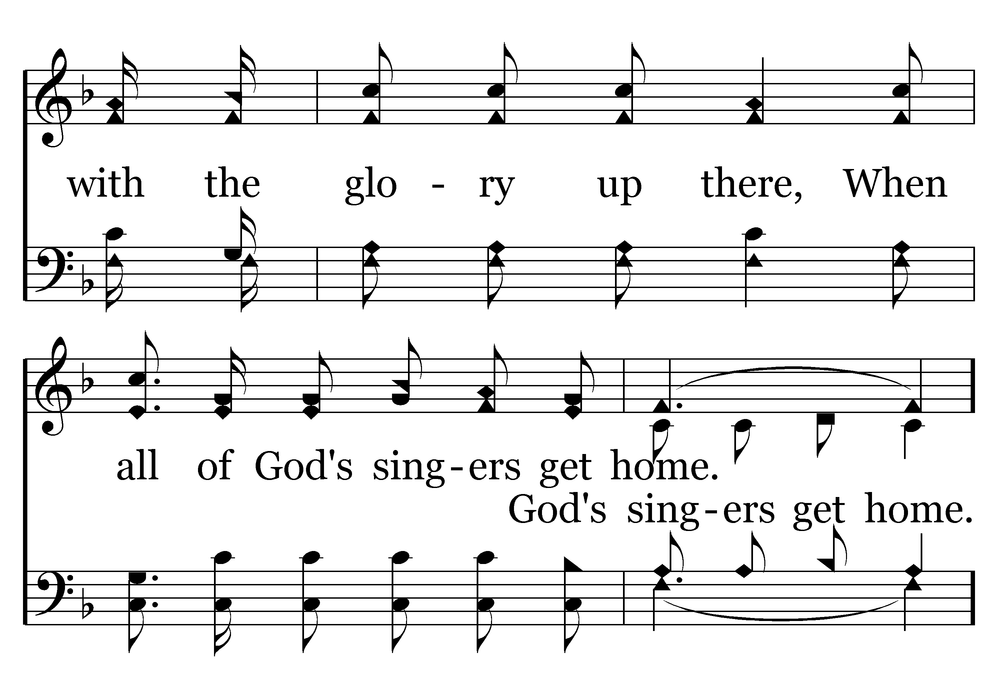 with the glo - ry up there, When
all of God's sing-ers get home.
God's sing-ers get home.